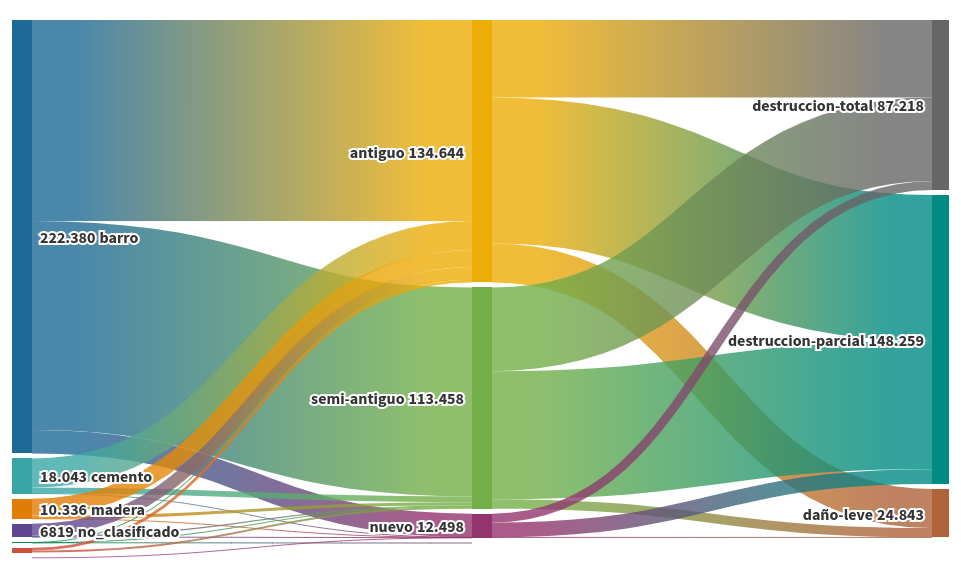 destruccion-total 87.218
antiguo 134.644
222.380 barro
destruccion-parcial 148.259
semi-antiguo 113.458
18.043 cemento
10.336 madera
daño-leve 24.843
nuevo 12.498
6819 no_clasificado